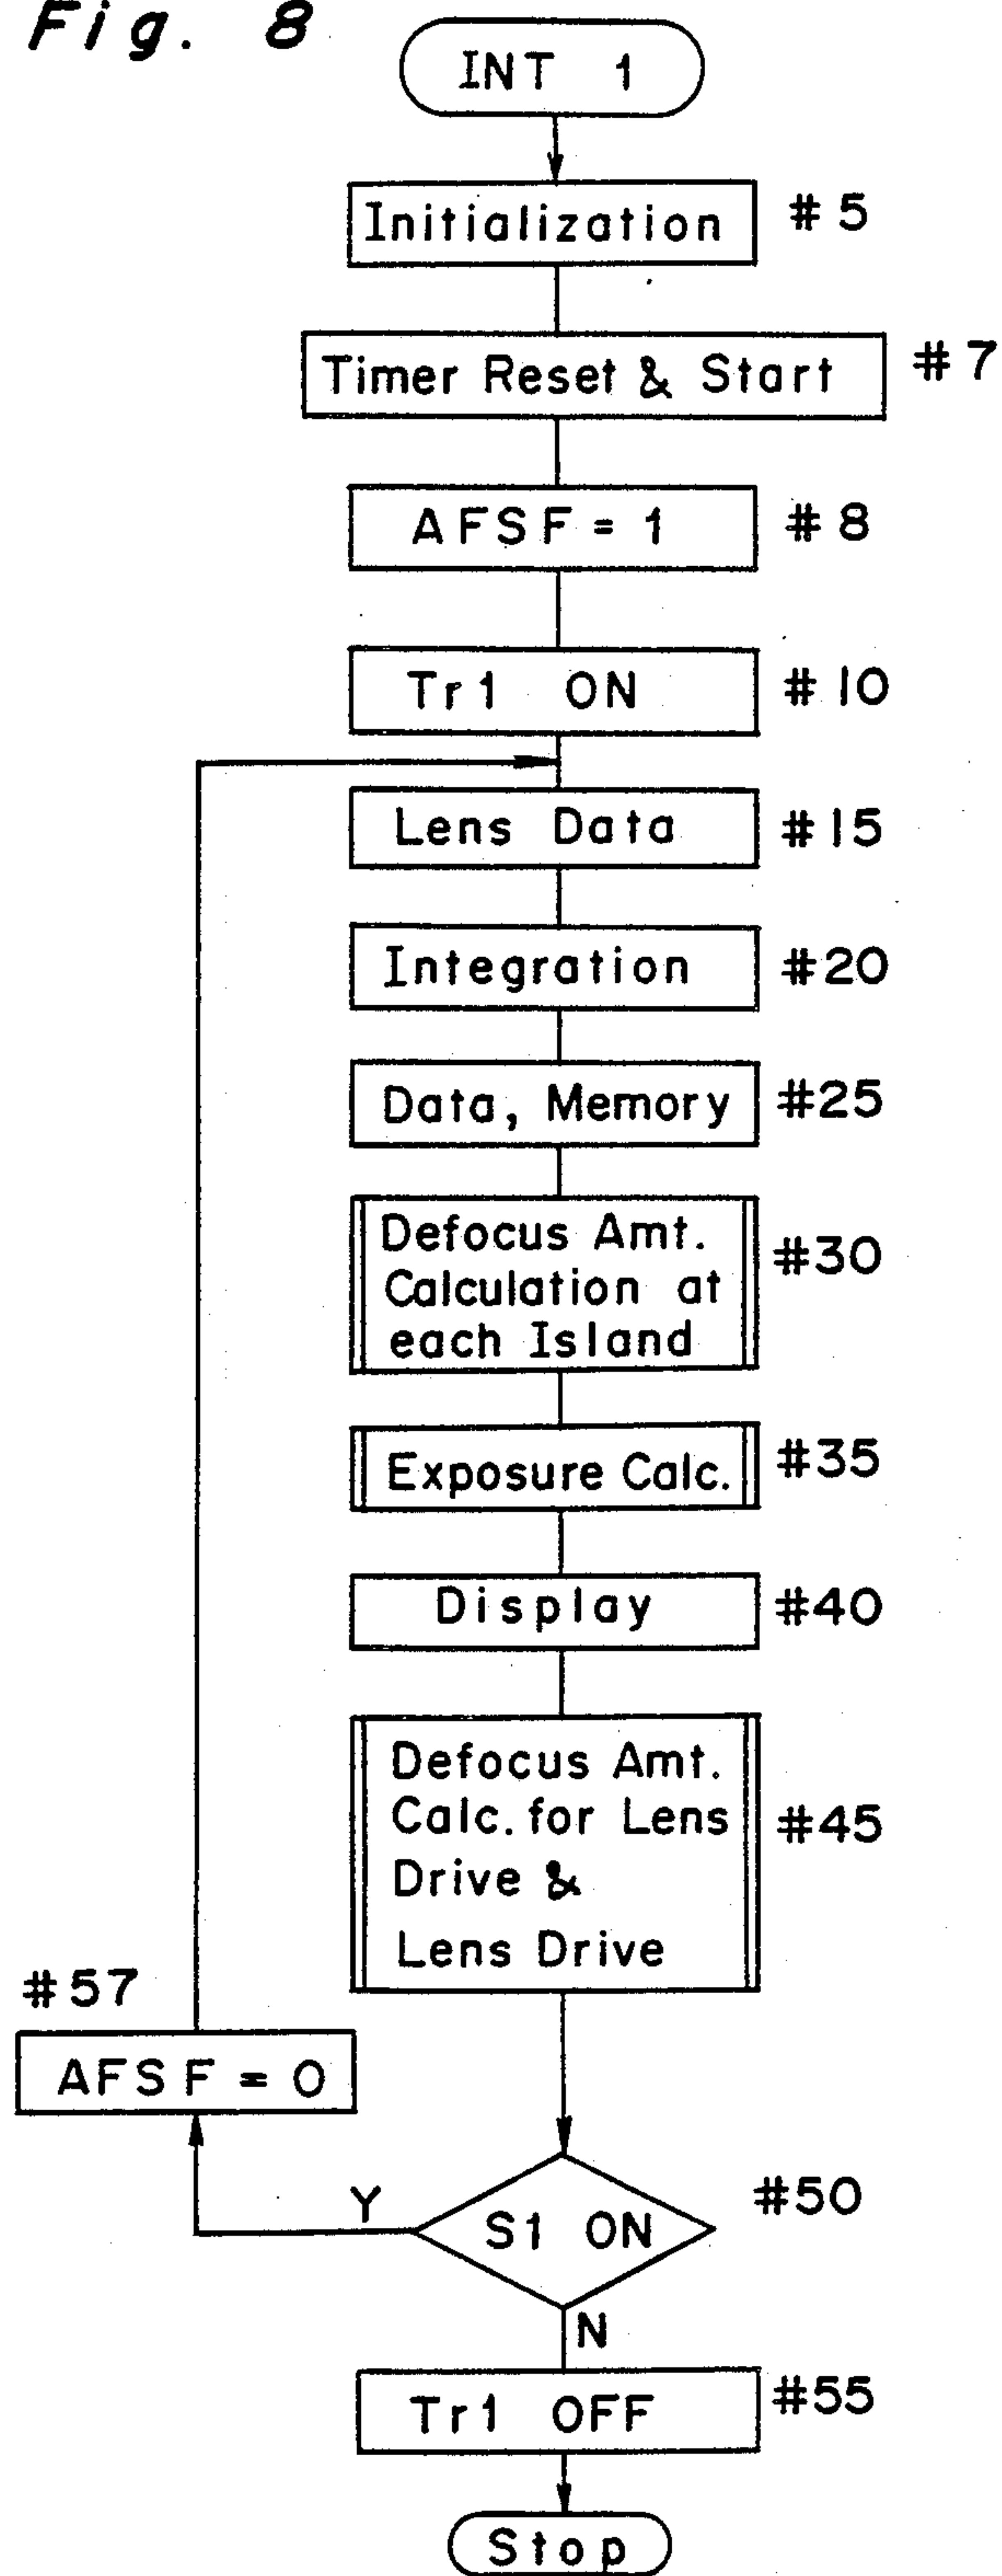 Fig. 8
INT 1
Initialization #5
Timer Reset & Start #7
AFSF = 1 #8
Tr1 ON #10
Lens Data #15
Integration #20
Data, Memory #25
Defocus Amt.
Calculation at
each Island
#30
Exposure Calc. #35
Display #40
Defocus Amt.
Calc. for Lens
Drive &
Lens Drive
#45
#57
AFSF = 0
S1 ON #50
Y
N
Tr1 OFF #55
Stop